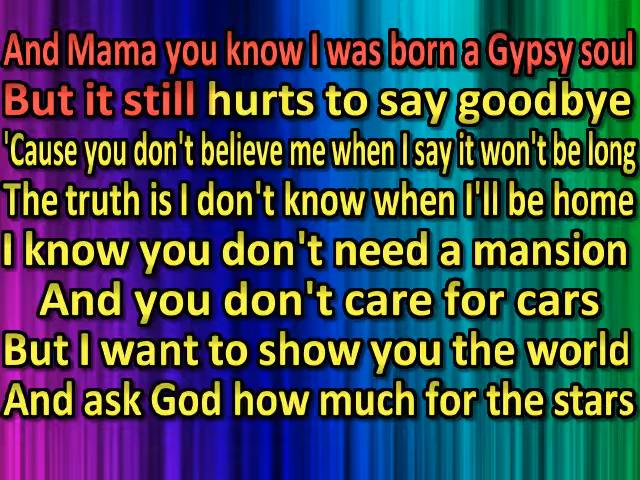 And Mama you know I was born a Gypsy soul
But it still hurts to say goodbye
'Cause you don't believe me when I say it won't be long
The truth is I don't know when I'll be home
I know you don't need a mansion
And you don't care for cars
But I want to show you the world
And ask God how much for the stars